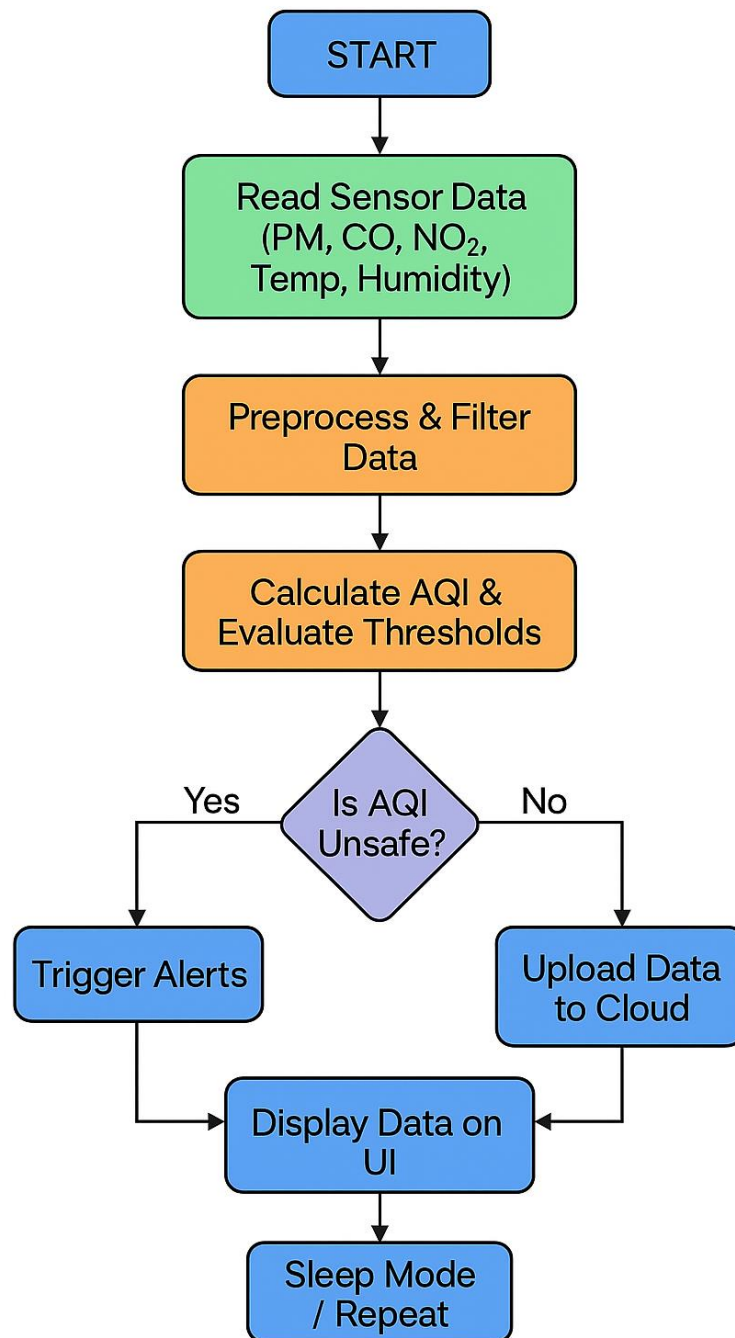 START
Read Sensor Data
(PM, CO, NO₂,
Temp, Humidity)
Preprocess & Filter
Data
Calculate AQI &
Evaluate Thresholds
Is AQI
Unsafe?
Yes
No
Trigger Alerts
Upload Data
to Cloud
Display Data on
UI
Sleep Mode
/ Repeat